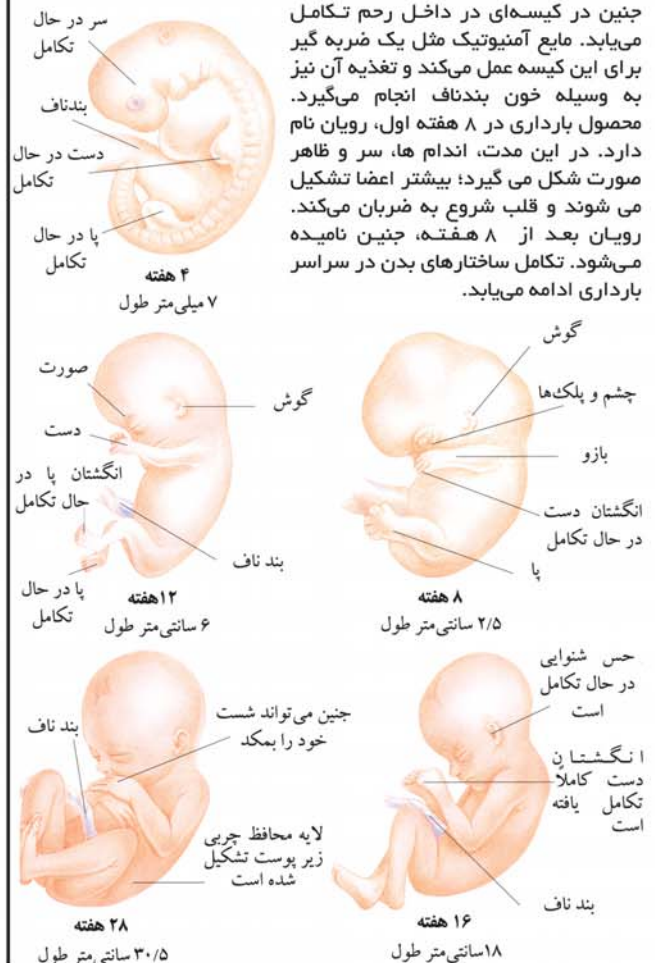 جنین در کیسه‌ای در داخل رحم تکامل
می‌یابد. مایع آمنیوتیک مثل یک ضربه گیر
برای این کیسه عمل می‌کند و تغذیه آن نیز
به وسیله خون بندناف انجام می‌گیرد.
محصول بارداری در ۸ هفته اول، رویان نام
دارد. در این مدت، اندام ها، سر و ظاهر
صورت شکل می گیرد؛ بیشتر اعضا تشکیل
می شوند و قلب شروع به ضربان می‌کند.
رویان بعد از ۸ هفته، جنین نامیده
می‌شود. تکامل ساختارهای بدن در سراسر
بارداری ادامه می‌یابد.
سر در حال
تکامل
بندناف
دست در حال
تکامل
پا در حال
تکامل
۴ هفته
۷ میلی‌متر طول
گوش
چشم و پلک‌ها
بازو
انگشتان دست
در حال تکامل
پا
۸ هفته
۲/۵ سانتی‌متر طول
صورت
گوش
دست
انگشتان پا در
حال تکامل
بند ناف
پا در حال
تکامل
۱۲هفته
۶ سانتی‌متر طول
حس شنوایی
در حال تکامل
است
انگشتان
دست کاملاً
تکامل یافته
است
بند ناف
۱۶ هفته
۱۸سانتی‌متر طول
بند ناف
جنین می‌تواند شست
خود را بمکد
لایه محافظ چربی
زیر پوست تشکیل
شده است
۲۸ هفته
۳۰/۵ سانتی‌متر طول